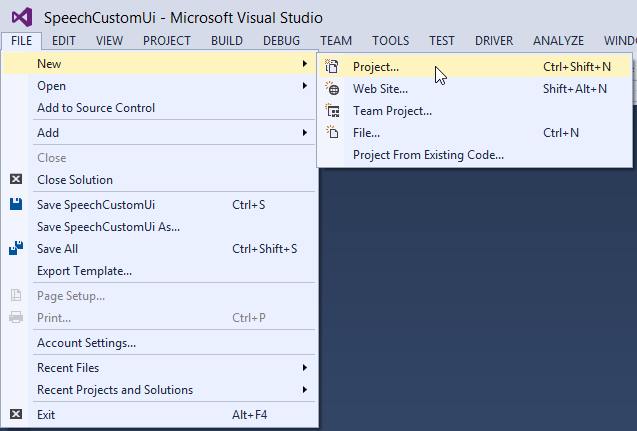 SpeechCustomUi - Microsoft Visual Studio
FILE EDIT VIEW PROJECT BUILD DEBUG TEAM TOOLS TEST DRIVER ANALYZE WIND
New
Project... Ctrl+Shift+N
Open
Web Site... Shift+Alt+N
Add to Source Control
Team Project...
Add
File... Ctrl+N
Close
Project From Existing Code...
Close Solution
Save SpeechCustomUi Ctrl+S
Save SpeechCustomUi As...
Save All Ctrl+Shift+S
Export Template...
Page Setup...
Print... Ctrl+P
Account Settings...
Recent Files
Recent Projects and Solutions
Exit Alt+F4